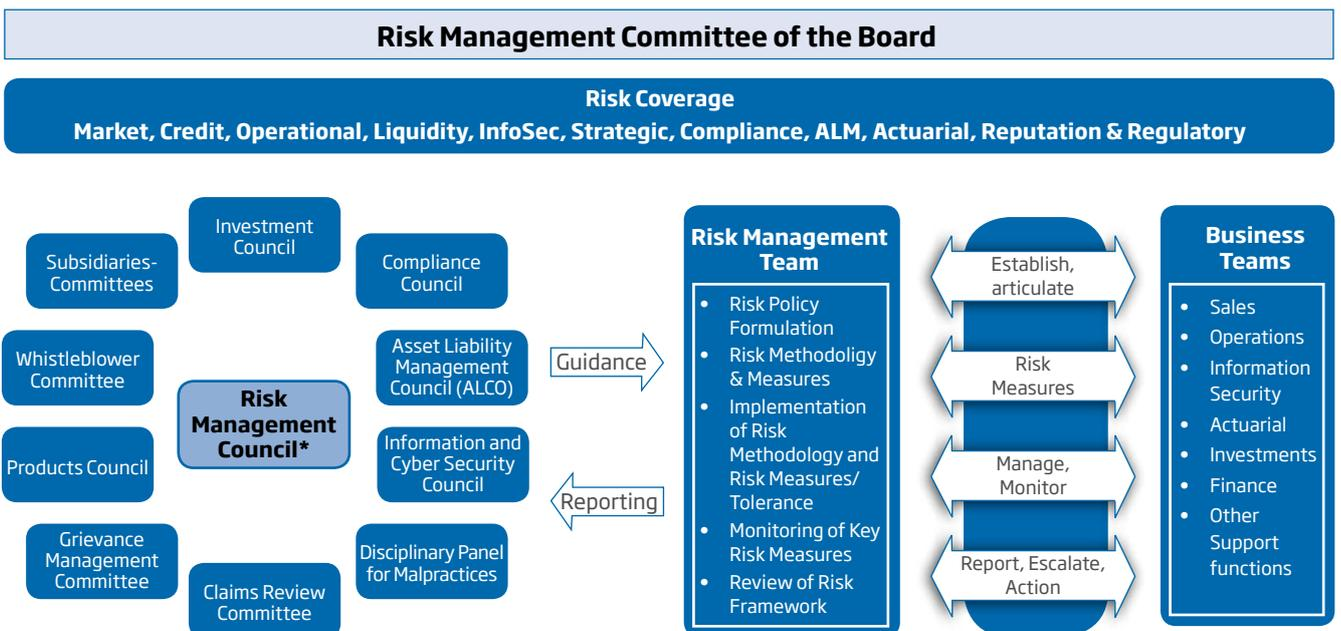 Risk Management Committee of the Board
Risk Coverage
Market, Credit, Operational, Liquidity, InfoSec, Strategic, Compliance, ALM, Actuarial, Reputation & Regulatory
Investment
Council
Subsidiaries-
Committees
Compliance
Council
Whistleblower
Committee
Asset Liability
Management
Council (ALCO)
Risk
Management
Council*
Products Council
Information and
Cyber Security
Council
Grievance
Management
Committee
Disciplinary Panel
for Malpractices
Claims Review
Committee
Guidance
Reporting
Risk Management
Team
• Risk Policy
Formulation
• Risk Methodoligy
& Measures
• Implementation
of Risk
Methodology and
Risk Measures/
Tolerance
• Monitoring of Key
Risk Measures
• Review of Risk
Framework
Establish,
articulate
Risk
Measures
Manage,
Monitor
Report, Escalate,
Action
Business
Teams
• Sales
• Operations
• Information
Security
• Actuarial
• Investments
• Finance
• Other
Support
functions